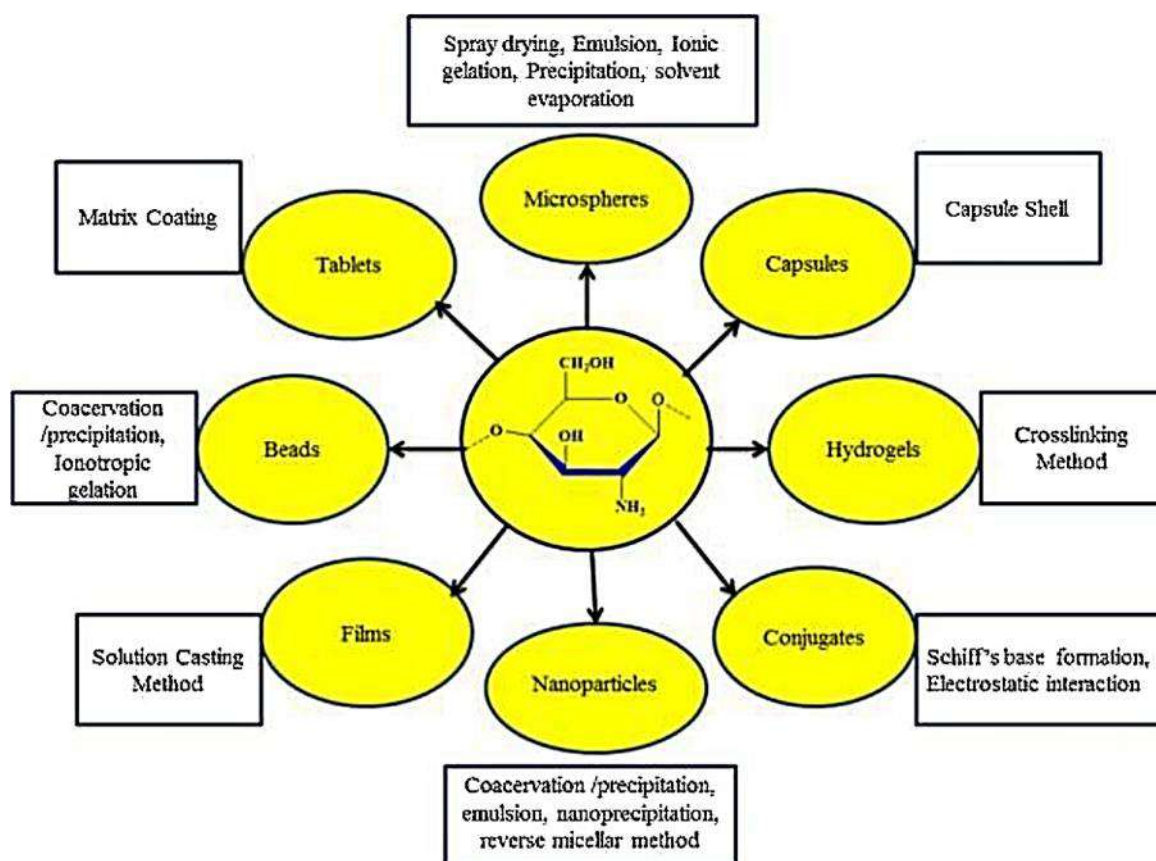 Spray drying, Emulsion, Ionic
gelation, Precipitation, solvent
evaporation
Microspheres
Matrix Coating
Tablets
Capsules
Capsule Shell
CH2OH
O
O
O
OH
NH2
Coacervation
/precipitation,
Ionotropic
gelation
Beads
Hydrogels
Crosslinking
Method
Films
Solution Casting
Method
Nanoparticles
Conjugates
Schiff's base formation,
Electrostatic interaction
Coacervation /precipitation,
emulsion, nanoprecipitation,
reverse micellar method